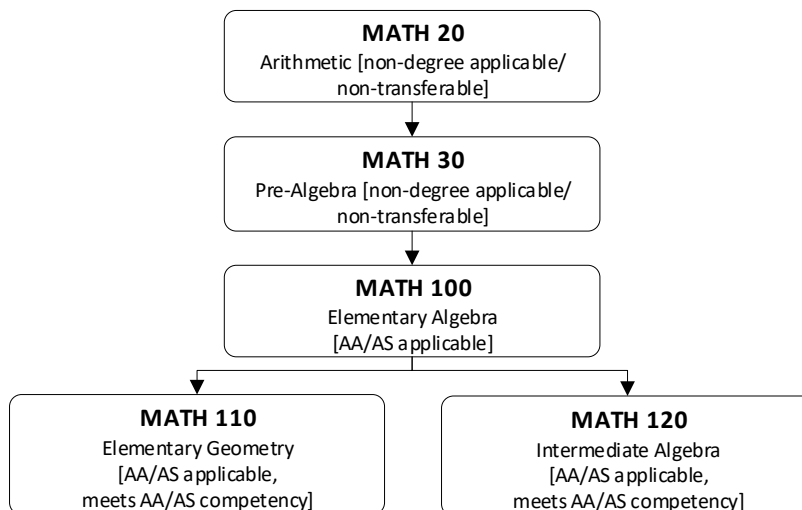 MATH 20
Arithmetic [non-degree applicable/
non-transferable]
MATH 30
Pre-Algebra [non-degree applicable/
non-transferable]
MATH 100
Elementary Algebra
[AA/AS applicable]
MATH 110
Elementary Geometry
[AA/AS applicable,
meets AA/AS competency]
MATH 120
Intermediate Algebra
[AA/AS applicable,
meets AA/AS competency]